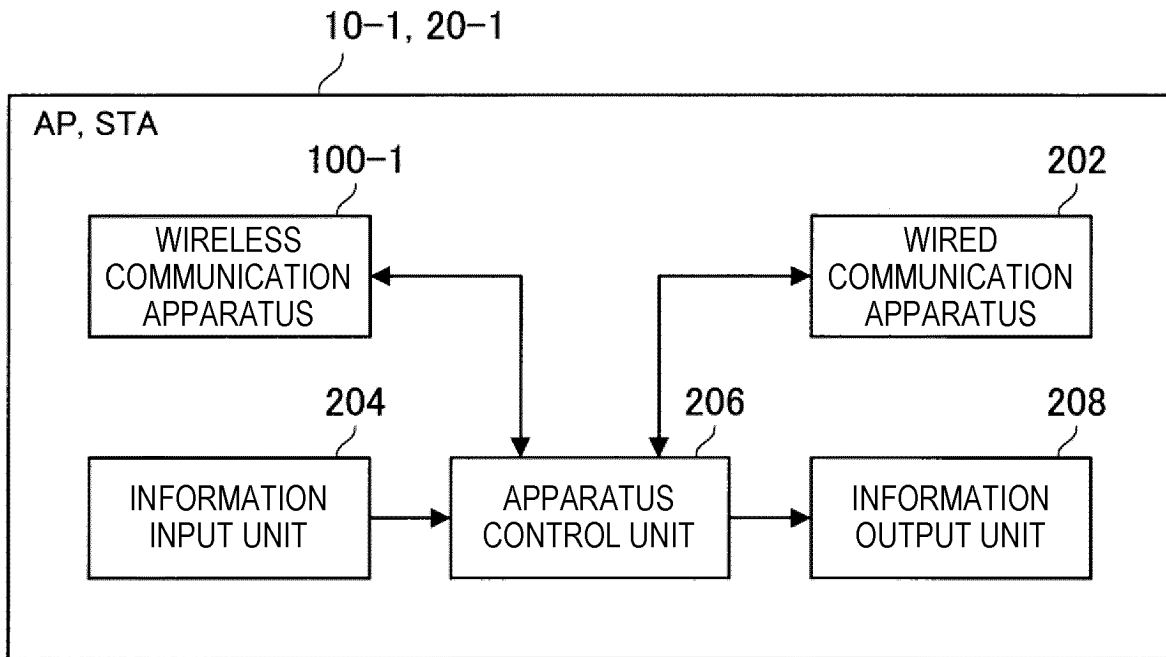 10-1, 20-1
AP, STA
100-1
202
WIRELESS
COMMUNICATION
APPARATUS
WIRED
COMMUNICATION
APPARATUS
204
206
208
INFORMATION
INPUT UNIT
APPARATUS
CONTROL UNIT
INFORMATION
OUTPUT UNIT